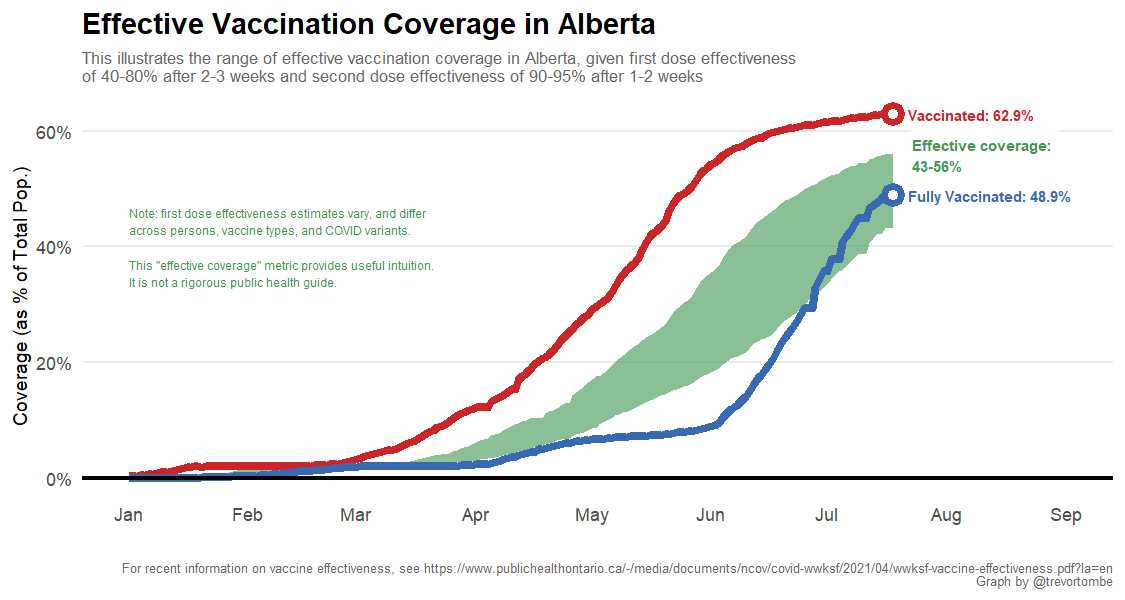 Effective Vaccination Coverage in Alberta
This illustrates the range of effective vaccination coverage in Alberta, given first dose effectiveness
of 40-80% after 2-3 weeks and second dose effectiveness of 90-95% after 1-2 weeks
Coverage (as % of Total Pop.)
60%
40%
20%
0%
Vaccinated: 62.9%
Effective coverage:
43-56%
Fully Vaccinated: 48.9%
Note: first dose effectiveness estimates vary, and differ
across persons, vaccine types, and COVID variants.
This "effective coverage" metric provides useful intuition.
It is not a rigorous public health guide.
Jan Feb Mar Apr May Jun Jul Aug Sep
For recent information on vaccine effectiveness, see https://www.publichealthontario.ca/-/media/documents/ncov/covid-wwksf/2021/04/wwksf-vaccine-effectiveness.pdf?la=en
Graph by @trevortombe